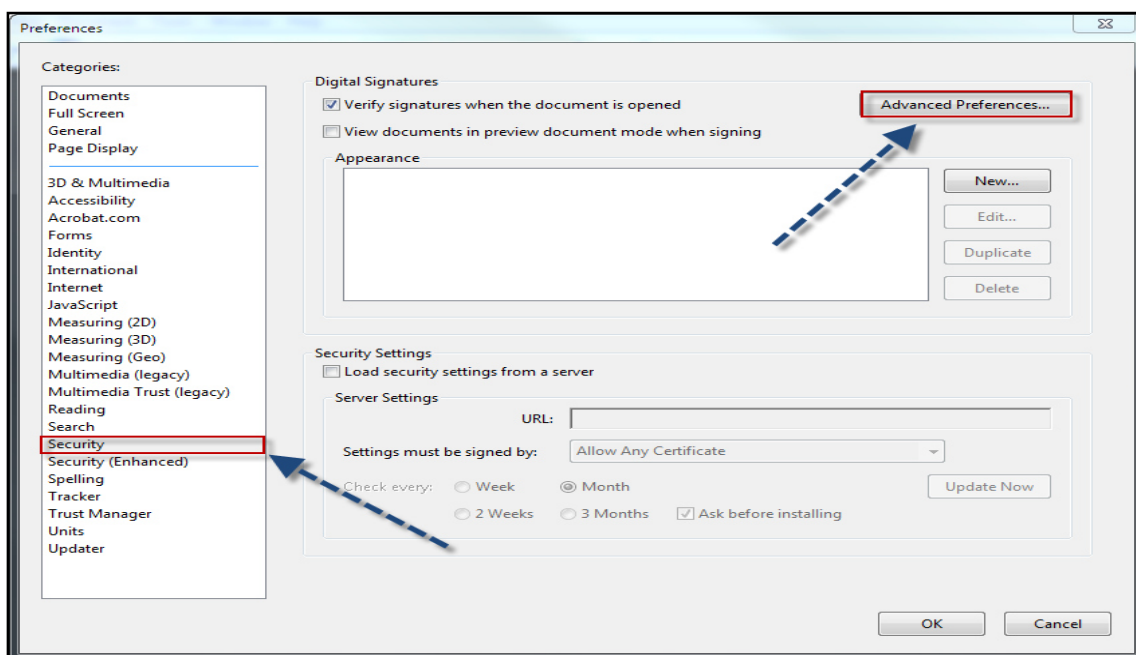 Preferences
Categories:
Documents
Full Screen
General
Page Display
3D & Multimedia
Accessibility
Acrobat.com
Forms
Identity
International
Internet
JavaScript
Measuring (2D)
Measuring (3D)
Measuring (Geo)
Multimedia (legacy)
Multimedia Trust (legacy)
Reading
Search
Security
Security (Enhanced)
Spelling
Tracker
Trust Manager
Units
Updater
Digital Signatures
Verify signatures when the document is opened
Advanced Preferences...
View documents in preview document mode when signing
Appearance
New...
Edit...
Duplicate
Delete
Security Settings
Load security settings from a server
Server Settings
URL:
Settings must be signed by: Allow Any Certificate
Check every: Week Month Update Now
2 Weeks 3 Months Ask before installing
OK Cancel